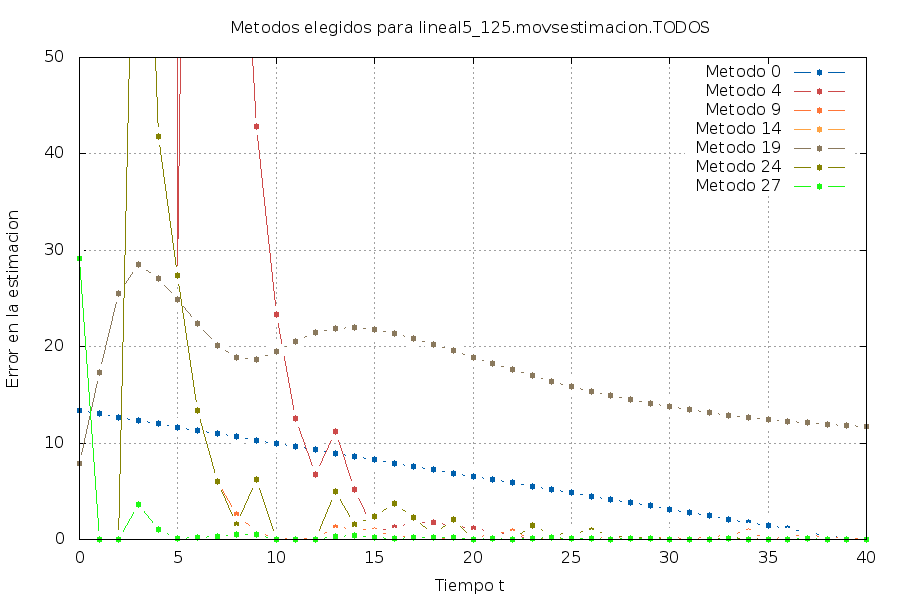 Metodos elegidos para lineal5_125.movsestimacion.TODOS
50
40
30
20
10
0
Error en la estimacion
Metodo 0
Metodo 4
Metodo 9
Metodo 14
Metodo 19
Metodo 24
Metodo 27
0 5 10 15 20 25 30 35 40
Tiempo t